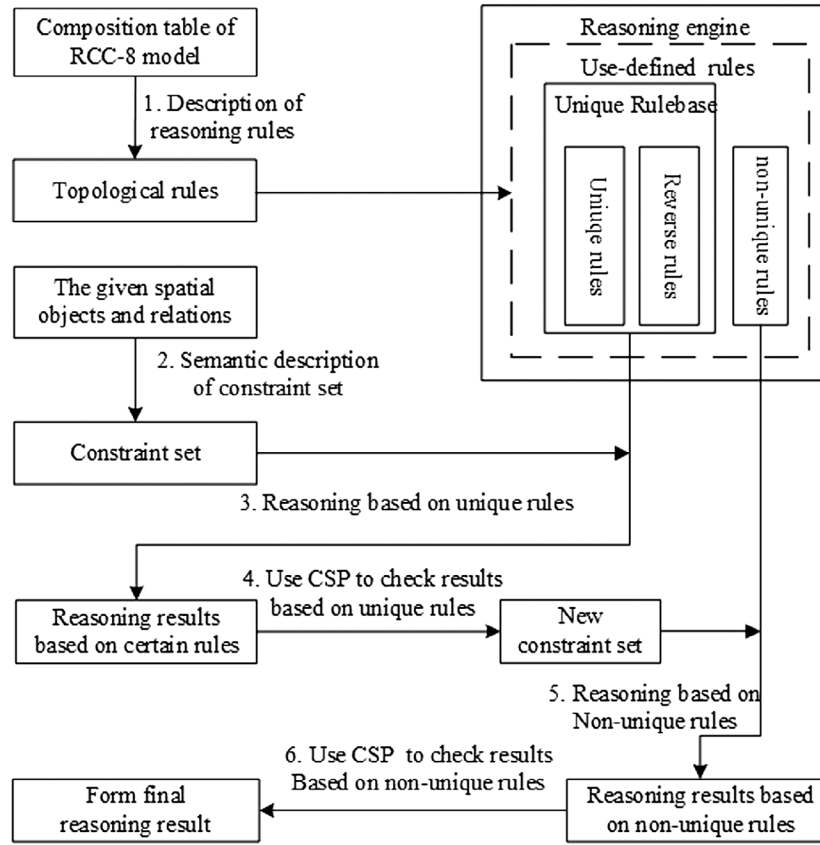 Composition table of
RCC-8 model
1. Description of
reasoning rules
Topological rules
Reasoning engine
Use-defined rules
Unique Rulebase
Uniuqe rules
Reverse rules
non-unique rules
The given spatial
objects and relations
2. Semantic description
of constraint set
Constraint set
3. Reasoning based on unique rules
Reasoning results
based on certain rules
4. Use CSP to check results
based on unique rules
New
constraint set
5. Reasoning based on
Non-unique rules
Reasoning results based
on non-unique rules
6. Use CSP to check results
Based on non-unique rules
Form final
reasoning result